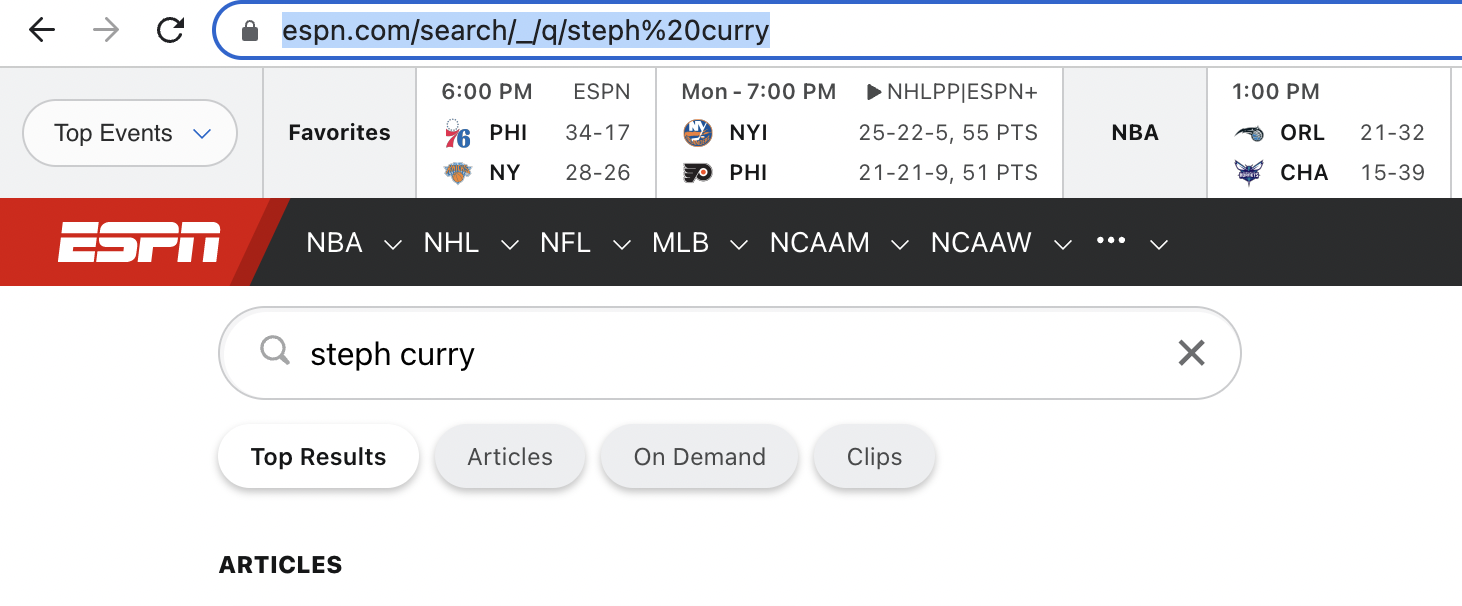 espn.com/search/_/q/steph%20curry
Top Events
Favorites
6:00 PM ESPN
PHI 34-17
NY 28-26
Mon - 7:00 PM NHLPP|ESPN+
NYI 25-22-5, 55 PTS
PHI 21-21-9, 51 PTS
NBA
1:00 PM
ORL 21-32
CHA 15-39
ESPN
NBA NHL NFL MLB NCAAM NCAAW •••
steph curry
Top Results Articles On Demand Clips
ARTICLES